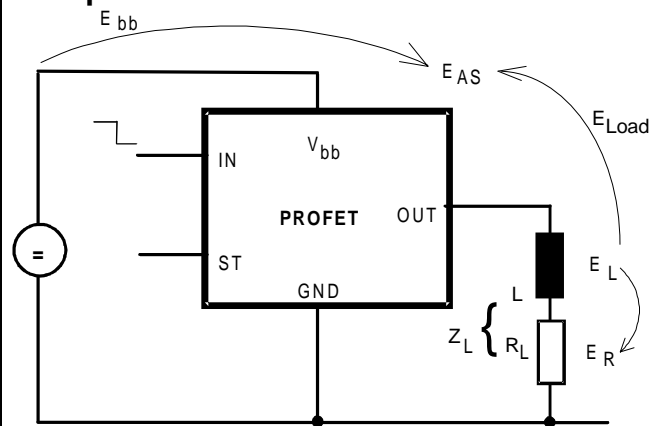 E bb
E AS
E Load
IN
V bb
PROFET
OUT
=
ST
GND
L
E L
Z L {
R L
E R